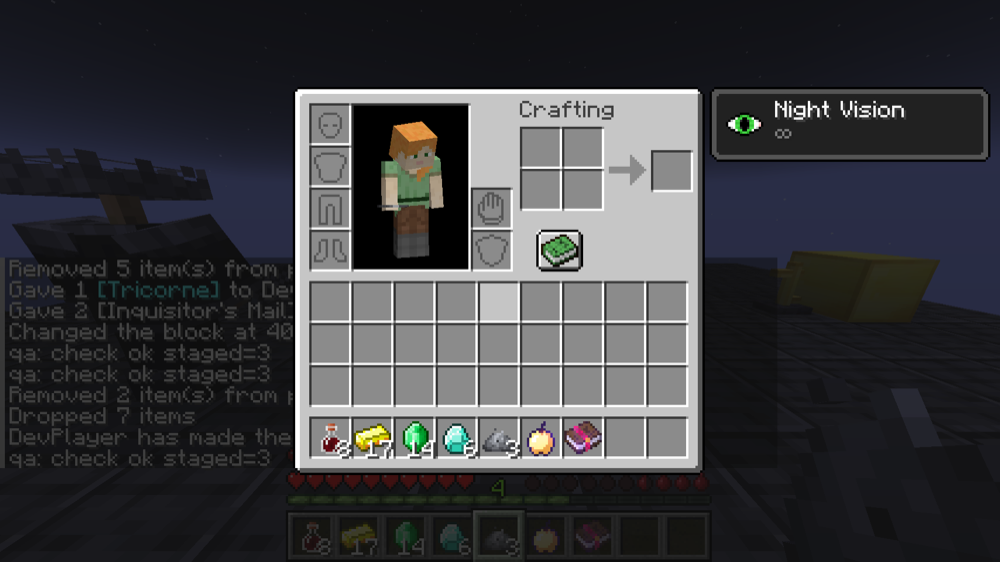 Crafting
Night Vision
∞
Removed 5 item(s) from
Gave 1 [Tricorne] to De
Gave 2 [Inquisitor's Mail
Changed the block at 40
qa: check ok staged=3
qa: check ok staged=3
Removed 2 item(s) from
Dropped 7 items
DevPlayer has made the
qa: check ok staged=3
8 17 14 6 3
4
8 17 14 6 3